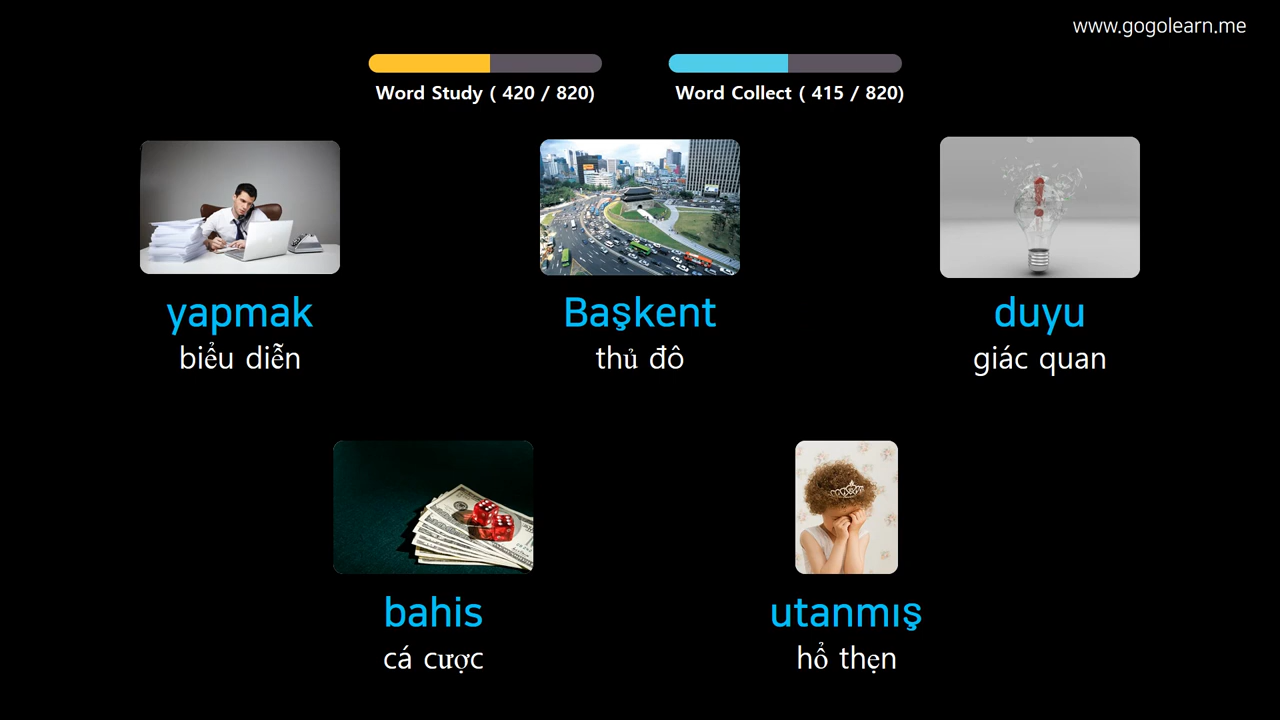 www.gogolearn.me
Word Study ( 420 / 820)
Word Collect ( 415 / 820)
yapmak
biểu diễn
Başkent
thủ đô
duyu
giác quan
bahis
cá cược
utanmış
hổ thẹn